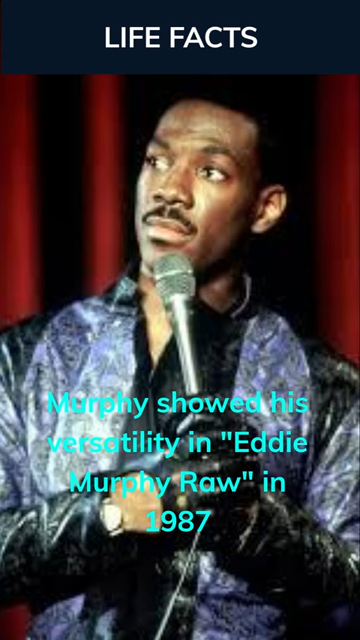 LIFE FACTS
Murphy showed his
versatility in "Eddie
Murphy Raw" in
1987